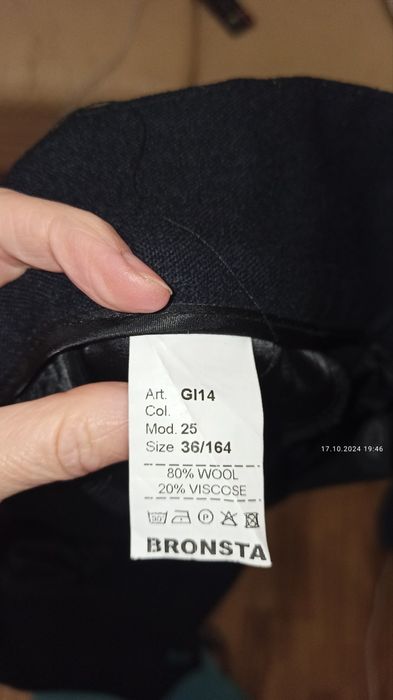 Art. GI14
Col.
Mod. 25
Size 36/164
80% WOOL
20% VISCOSE
BRONSTA
17.10.2024 19:46